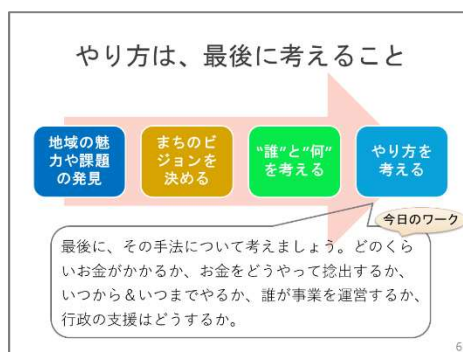 やり方は、最後に考えること
地域の魅
力や課題
の発見
まちのビ
ジョンを
決める
“誰”と“何”
を考える
やり方を
考える
今日のワーク
最後に、その手法について考えましょう。どのくら
いお金がかかるか、お金をどうやって捻出するか、
いつから＆いつまでやるか、誰が事業を運営するか、
行政の支援はどうするか。
6